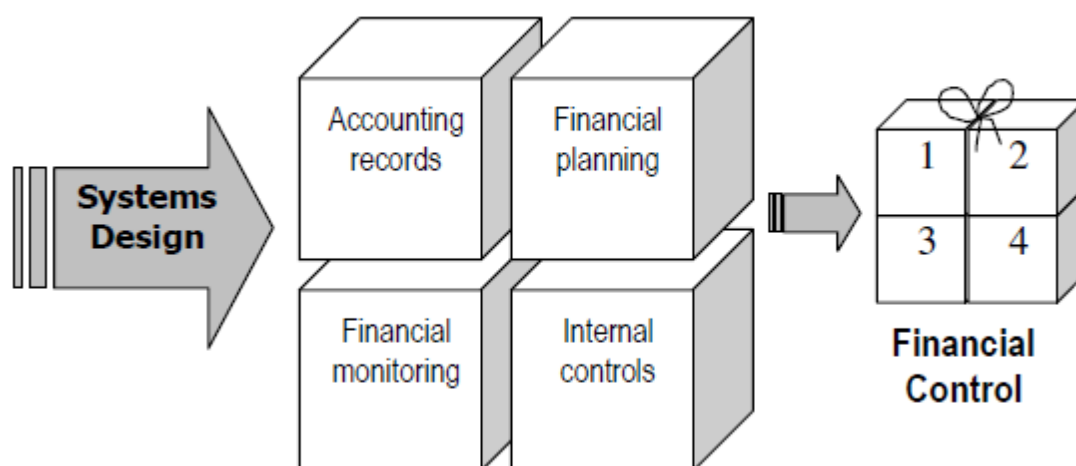 Systems
Design
Accounting
records
Financial
planning
Financial
monitoring
Internal
controls
1 2
3 4
Financial
Control